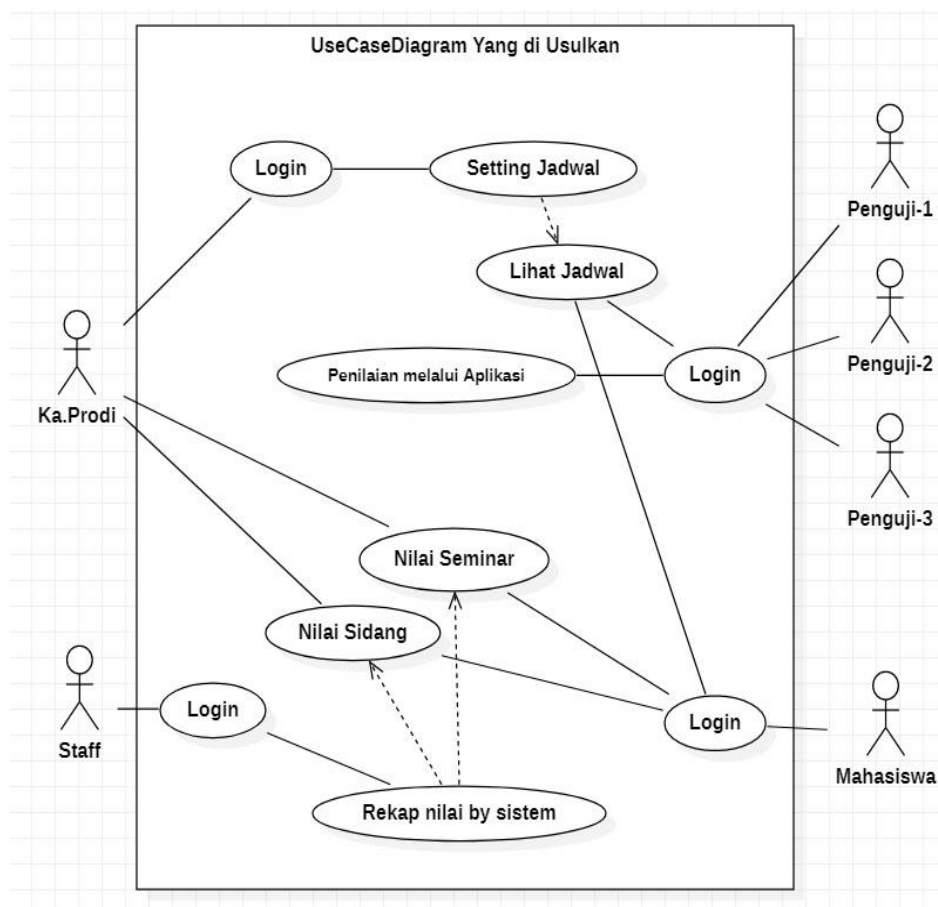 UseCaseDiagram Yang di Usulkan
Login
Setting Jadwal
Penguji-1
Lihat Jadwal
Penguji-2
Penilaian melalui Aplikasi
Login
Ka.Prodi
Penguji-3
Nilai Seminar
Nilai Sidang
Login
Login
Staff
Mahasiswa
Rekap nilai by sistem